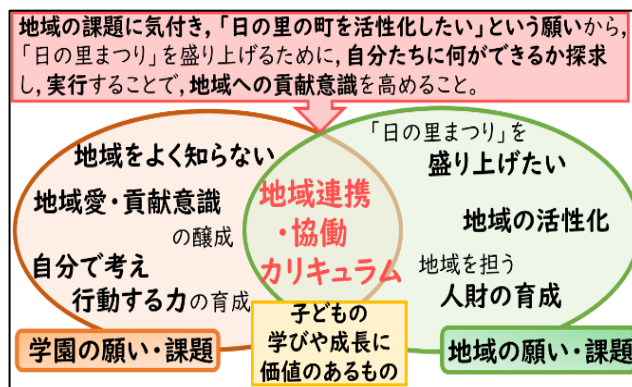 地域の課題に気付き，「日の里の町を活性化したい」という願いから，
「日の里まつり」を盛り上げるために，自分たちに何ができるか探求
し，実行することで，地域への貢献意識を高めること。
地域をよく知らない
地域愛・貢献意識
の醸成
自分で考え
行動する力の育成
学園の願い・課題
地域連携
・協働
カリキュラム
子どもの
学びや成長に
価値のあるもの
「日の里まつり」を
盛り上げたい
地域の活性化
地域を担う
人財の育成
地域の願い・課題